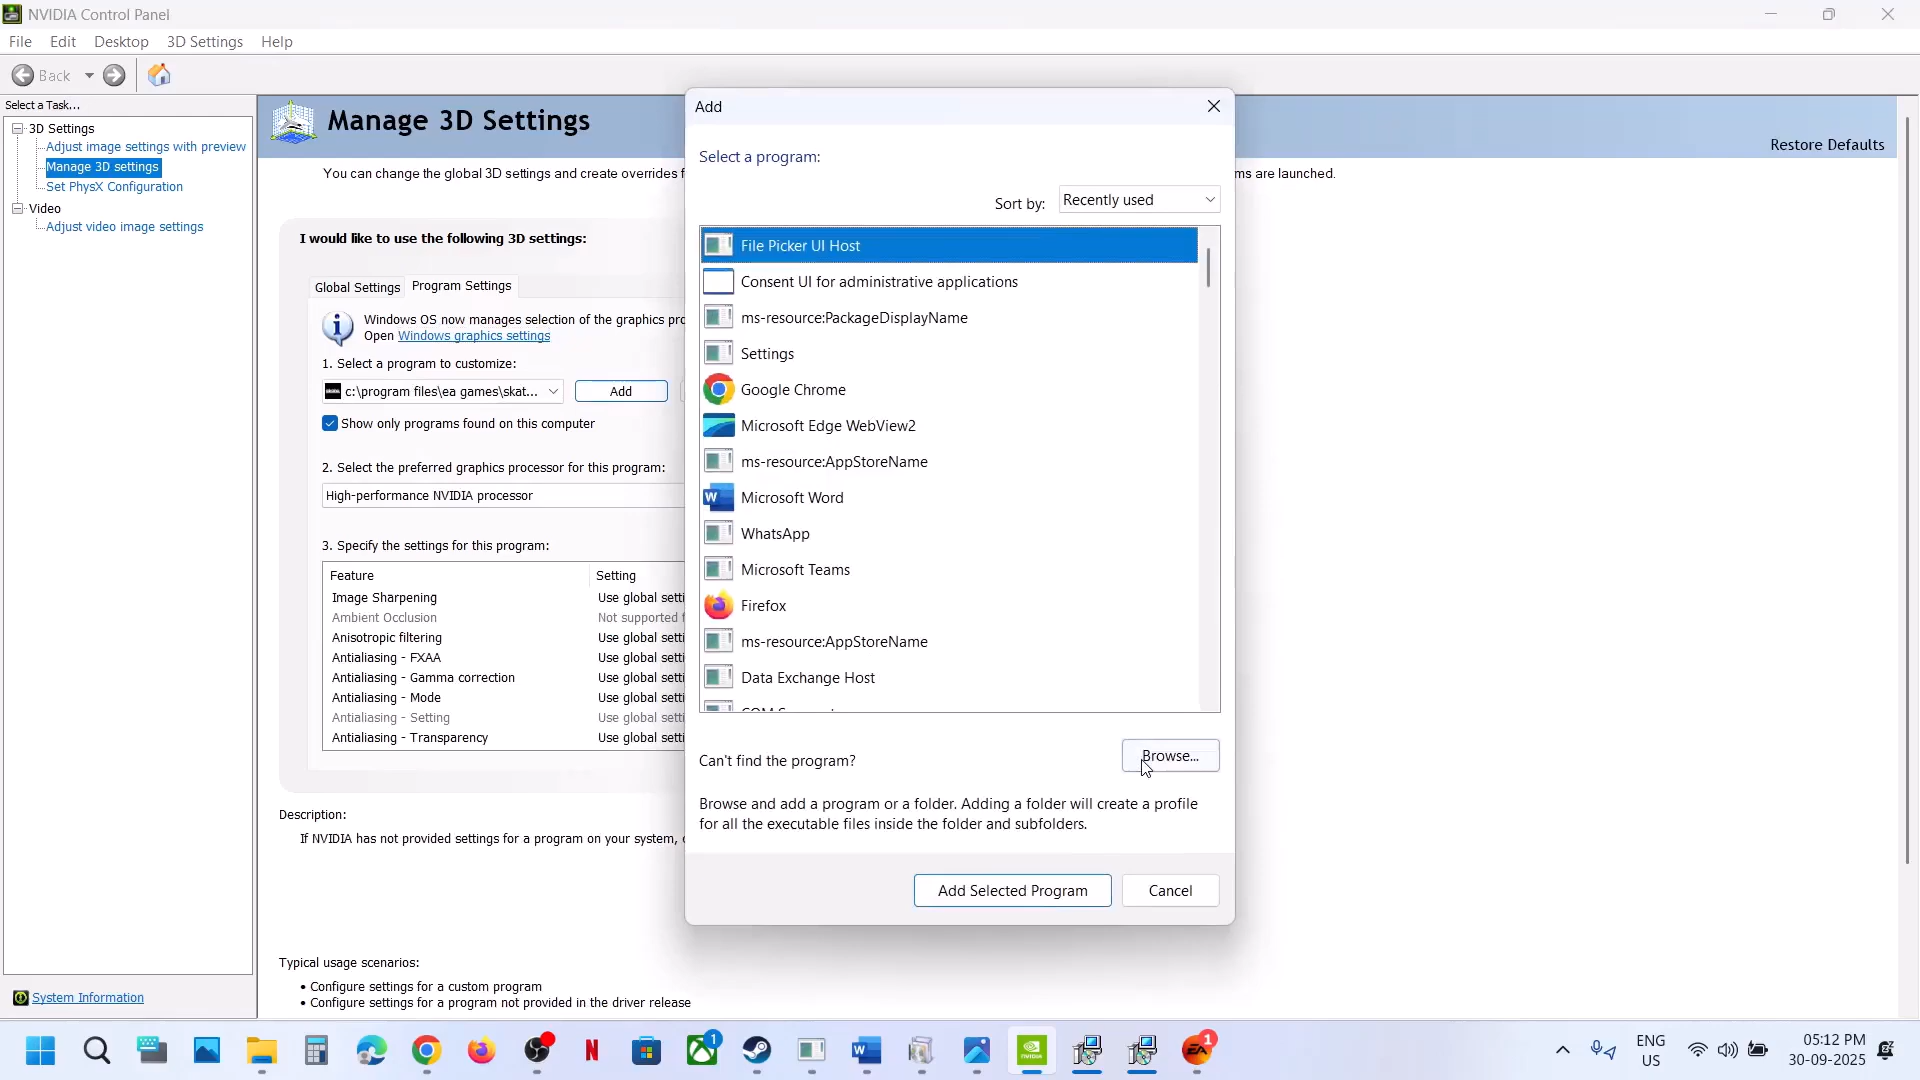 NVIDIA Control Panel
File Edit Desktop 3D Settings Help
Back
Select a Task...
3D Settings
Adjust image settings with preview
Manage 3D settings
Set PhysX Configuration
Video
Adjust video image settings
System Information
Manage 3D Settings
Restore Defaults
You can change the global 3D settings and create overrides f
ms are launched.
I would like to use the following 3D settings:
Global Settings
Program Settings
Windows OS now manages selection of the graphics pro
Open Windows graphics settings
1. Select a program to customize:
c:\program files\ea games\skat...
Add
Show only programs found on this computer
2. Select the preferred graphics processor for this program:
High-performance NVIDIA processor
3. Specify the settings for this program:
Feature Setting
Image Sharpening Use global setti
Ambient Occlusion Not supported f
Anisotropic filtering Use global setti
Antialiasing - FXAA Use global setti
Antialiasing - Gamma correction Use global setti
Antialiasing - Mode Use global setti
Antialiasing - Setting Use global setti
Antialiasing - Transparency Use global setti
Description:
If NVIDIA has not provided settings for a program on your system,
Typical usage scenarios:
• Configure settings for a custom program
• Configure settings for a program not provided in the driver release
Add
Select a program:
Sort by: Recently used
File Picker UI Host
Consent UI for administrative applications
ms-resource:PackageDisplayName
Settings
Google Chrome
Microsoft Edge WebView2
ms-resource:AppStoreName
Microsoft Word
WhatsApp
Microsoft Teams
Firefox
ms-resource:AppStoreName
Data Exchange Host
Can't find the program?
Browse...
Browse and add a program or a folder. Adding a folder will create a profile
for all the executable files inside the folder and subfolders.
Add Selected Program
Cancel
ENG
US
05:12 PM
30-09-2025